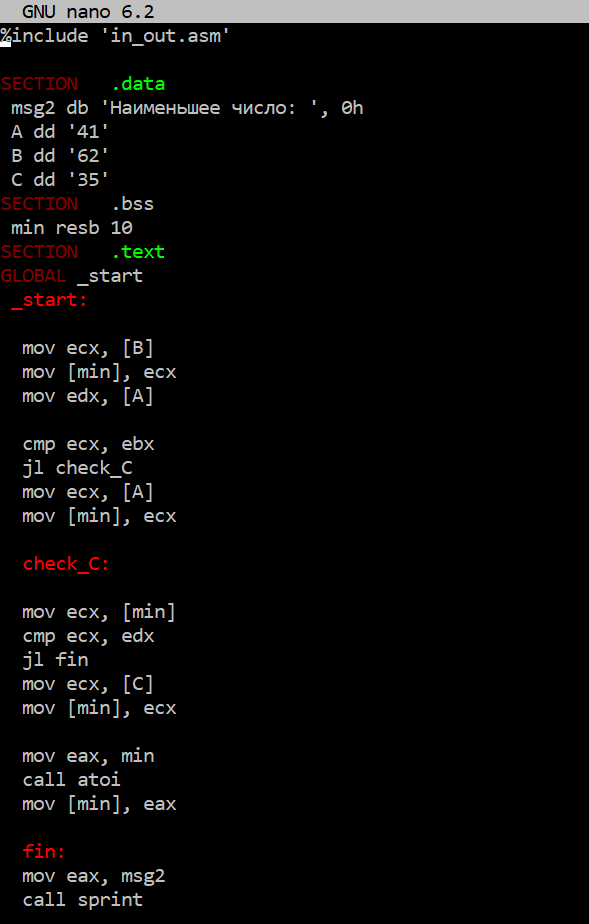 GNU nano 6.2
%include 'in_out.asm'
SECTION .data
msg2 db 'Наименьшее число: ', 0h
A dd '41'
B dd '62'
C dd '35'
SECTION .bss
min resb 10
SECTION .text
GLOBAL _start
_start:
mov ecx, [B]
mov [min], ecx
mov edx, [A]
cmp ecx, ebx
jl check_C
mov ecx, [A]
mov [min], ecx
check_C:
mov ecx, [min]
cmp ecx, edx
jl fin
mov ecx, [C]
mov [min], ecx
mov eax, min
call atoi
mov [min], eax
fin:
mov eax, msg2
call sprint